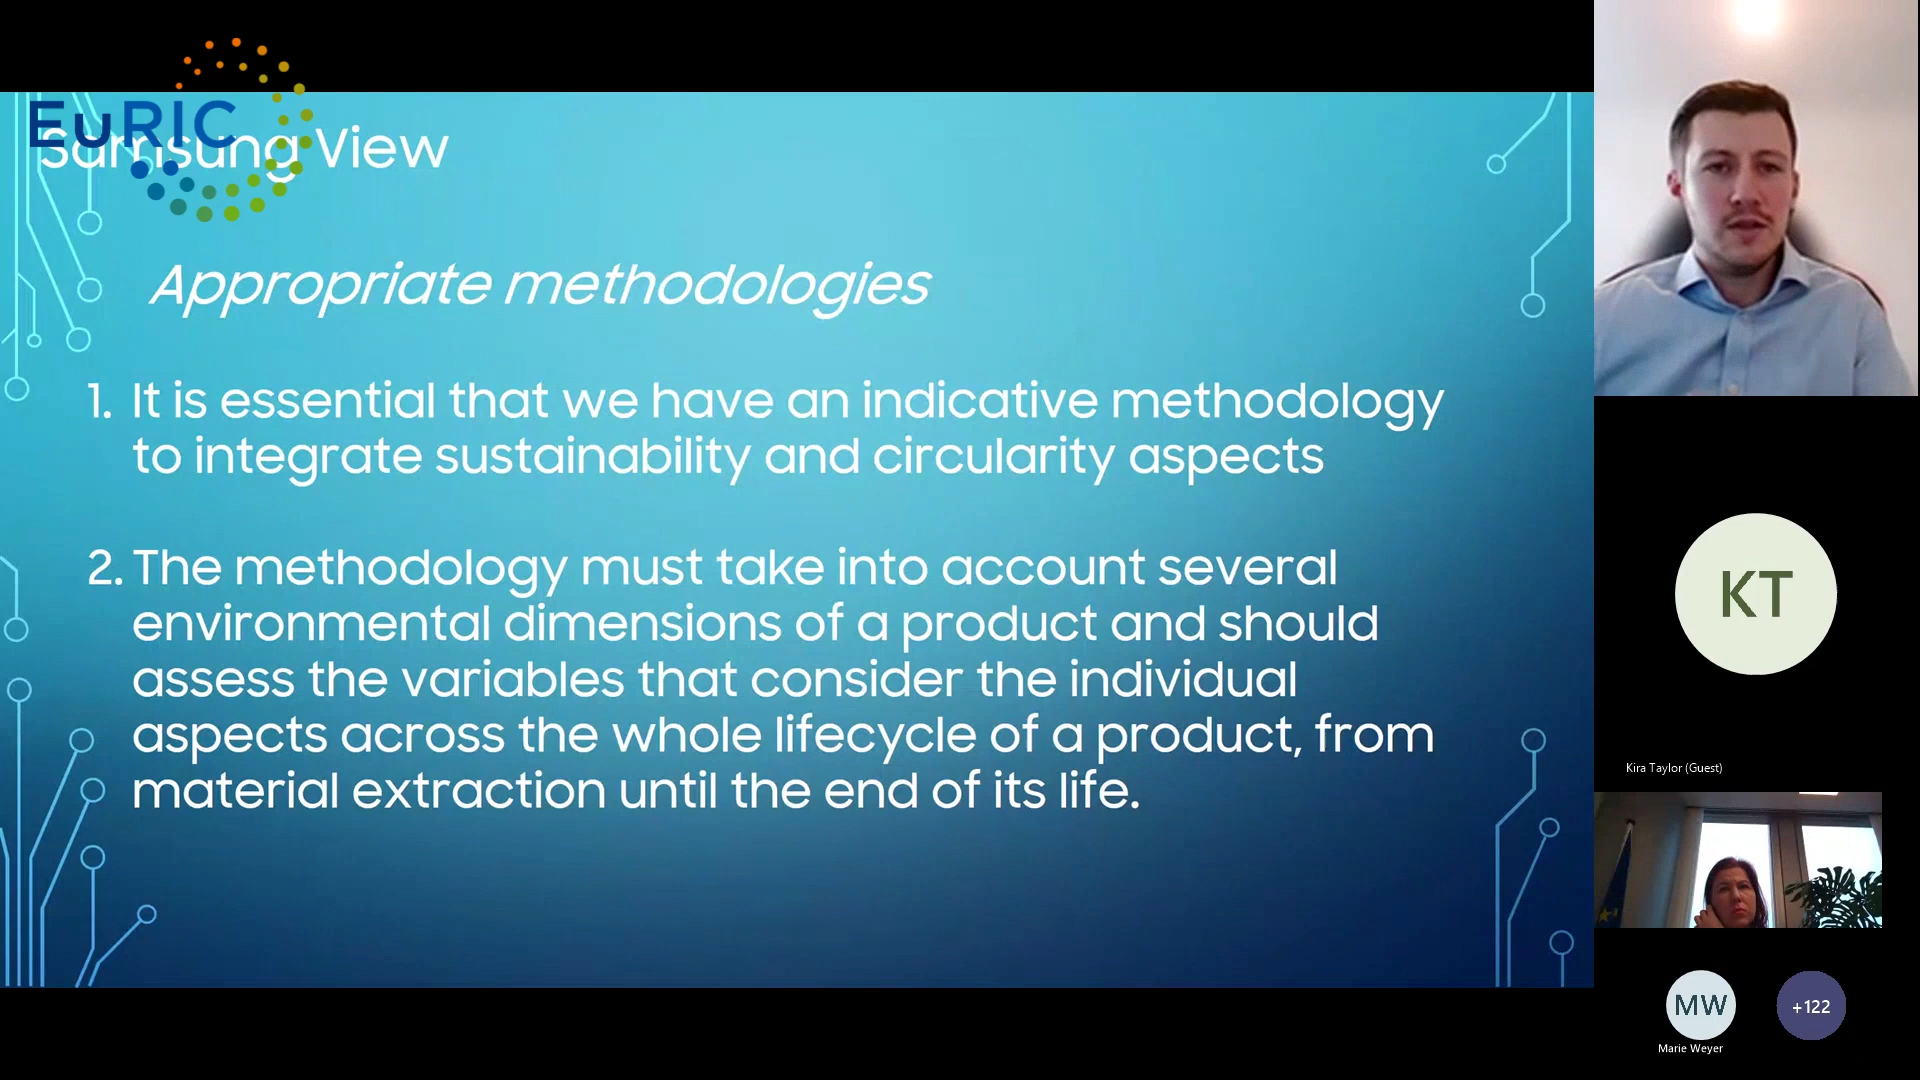 EuRIC
Samsung View
Appropriate methodologies
1. It is essential that we have an indicative methodology
to integrate sustainability and circularity aspects
2. The methodology must take into account several
environmental dimensions of a product and should
assess the variables that consider the individual
aspects across the whole lifecycle of a product, from
material extraction until the end of its life.
KT
Kira Taylor (Guest)
MW
+122
Marie Weyer